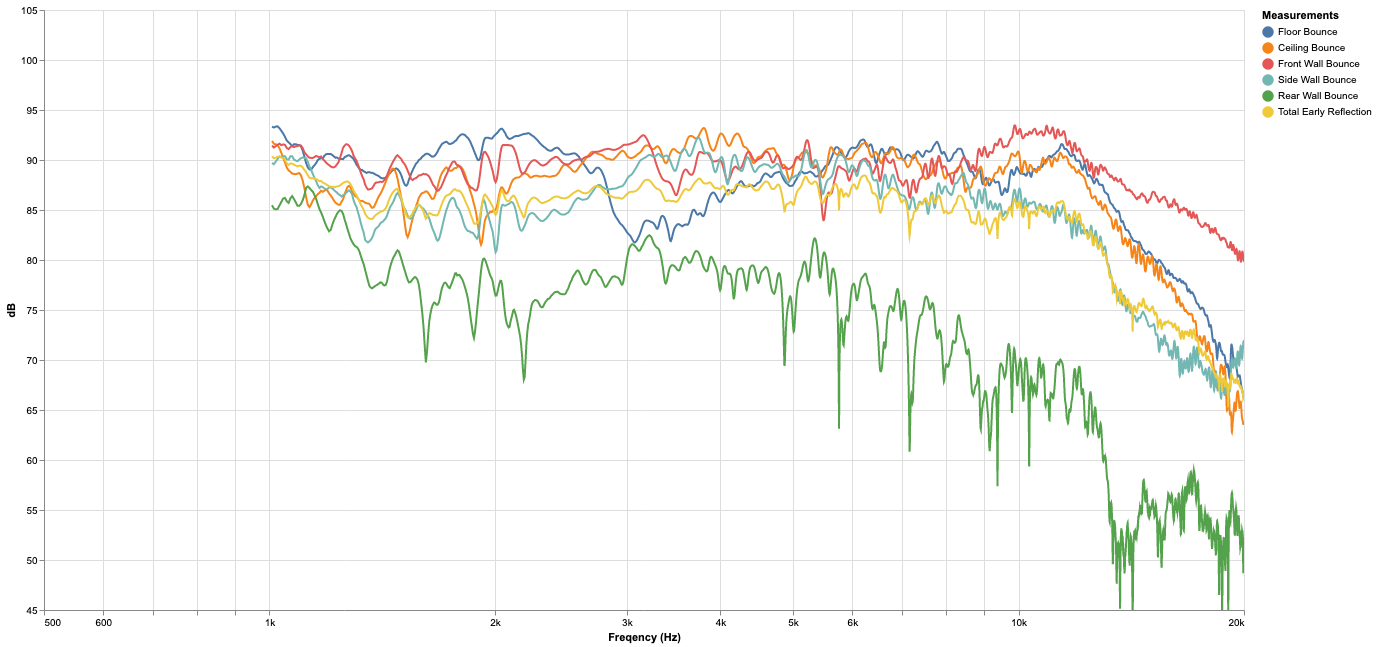 105
100
95
90
85
80
75
70
65
60
55
50
45
dB
500 600 1k 2k 3k 4k 5k 6k 10k 20k
Freqency (Hz)
Measurements
Floor Bounce
Ceiling Bounce
Front Wall Bounce
Side Wall Bounce
Rear Wall Bounce
Total Early Reflection